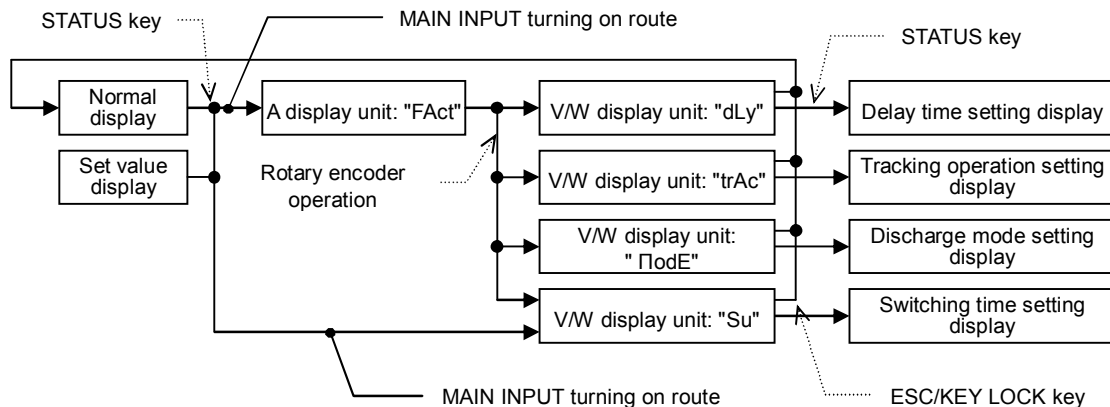 STATUS key
MAIN INPUT turning on route
STATUS key
Normal
display
A display unit: "FAct"
V/W display unit: "dLy"
Delay time setting display
Set value
display
Rotary encoder
operation
V/W display unit: "trAc"
Tracking operation setting
display
V/W display unit:
" ПodE"
Discharge mode setting
display
V/W display unit: "Su"
Switching time setting
display
MAIN INPUT turning on route
ESC/KEY LOCK key